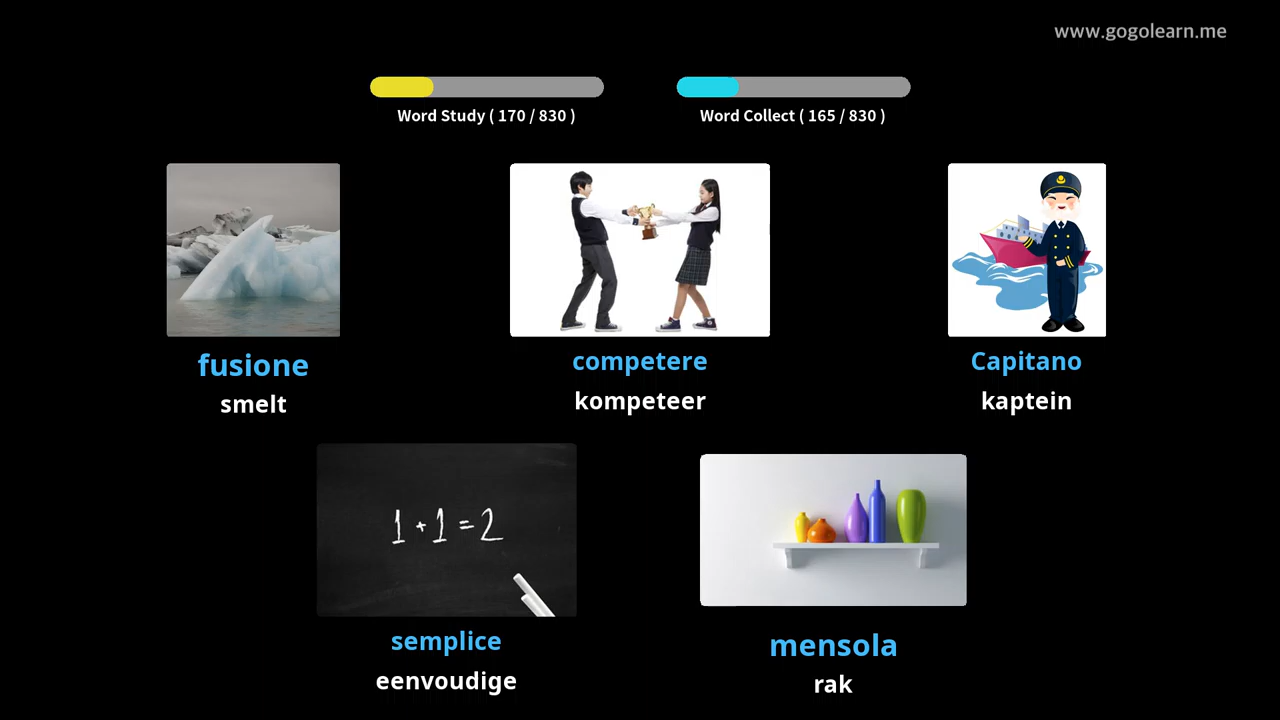 www.gogolearn.me
Word Study ( 170 / 830 )
Word Collect ( 165 / 830 )
fusione
smelt
competere
kompeteer
Capitano
kaptein
1 + 1 = 2
semplice
eenvoudige
mensola
rak